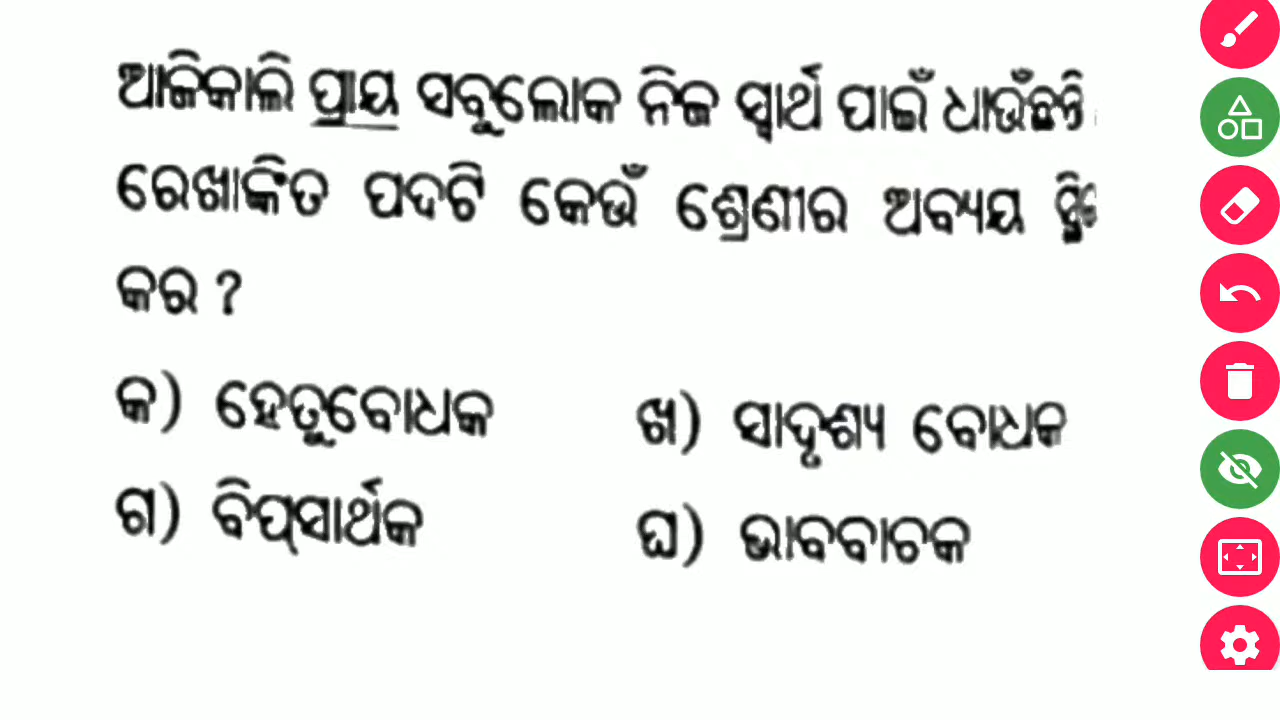 ଆଜିକାଲି ପ୍ରାୟ ସବୁଲୋକ ନିଜ ସ୍ୱାର୍ଥ ପାଇଁ ଧାଉଁଛନ୍ତି
ରେଖାଙ୍କିତ ପଦଟି କେଉଁ ଶ୍ରେଣୀର ଅବ୍ୟୟ
କର ?
କ) ହେତୁବୋଧକ ଖ) ସାଦୃଶ୍ୟ ବୋଧକ
ଗ) ବିପ୍‌ସାର୍ଥକ ଘ) ଭାବବାଚକ